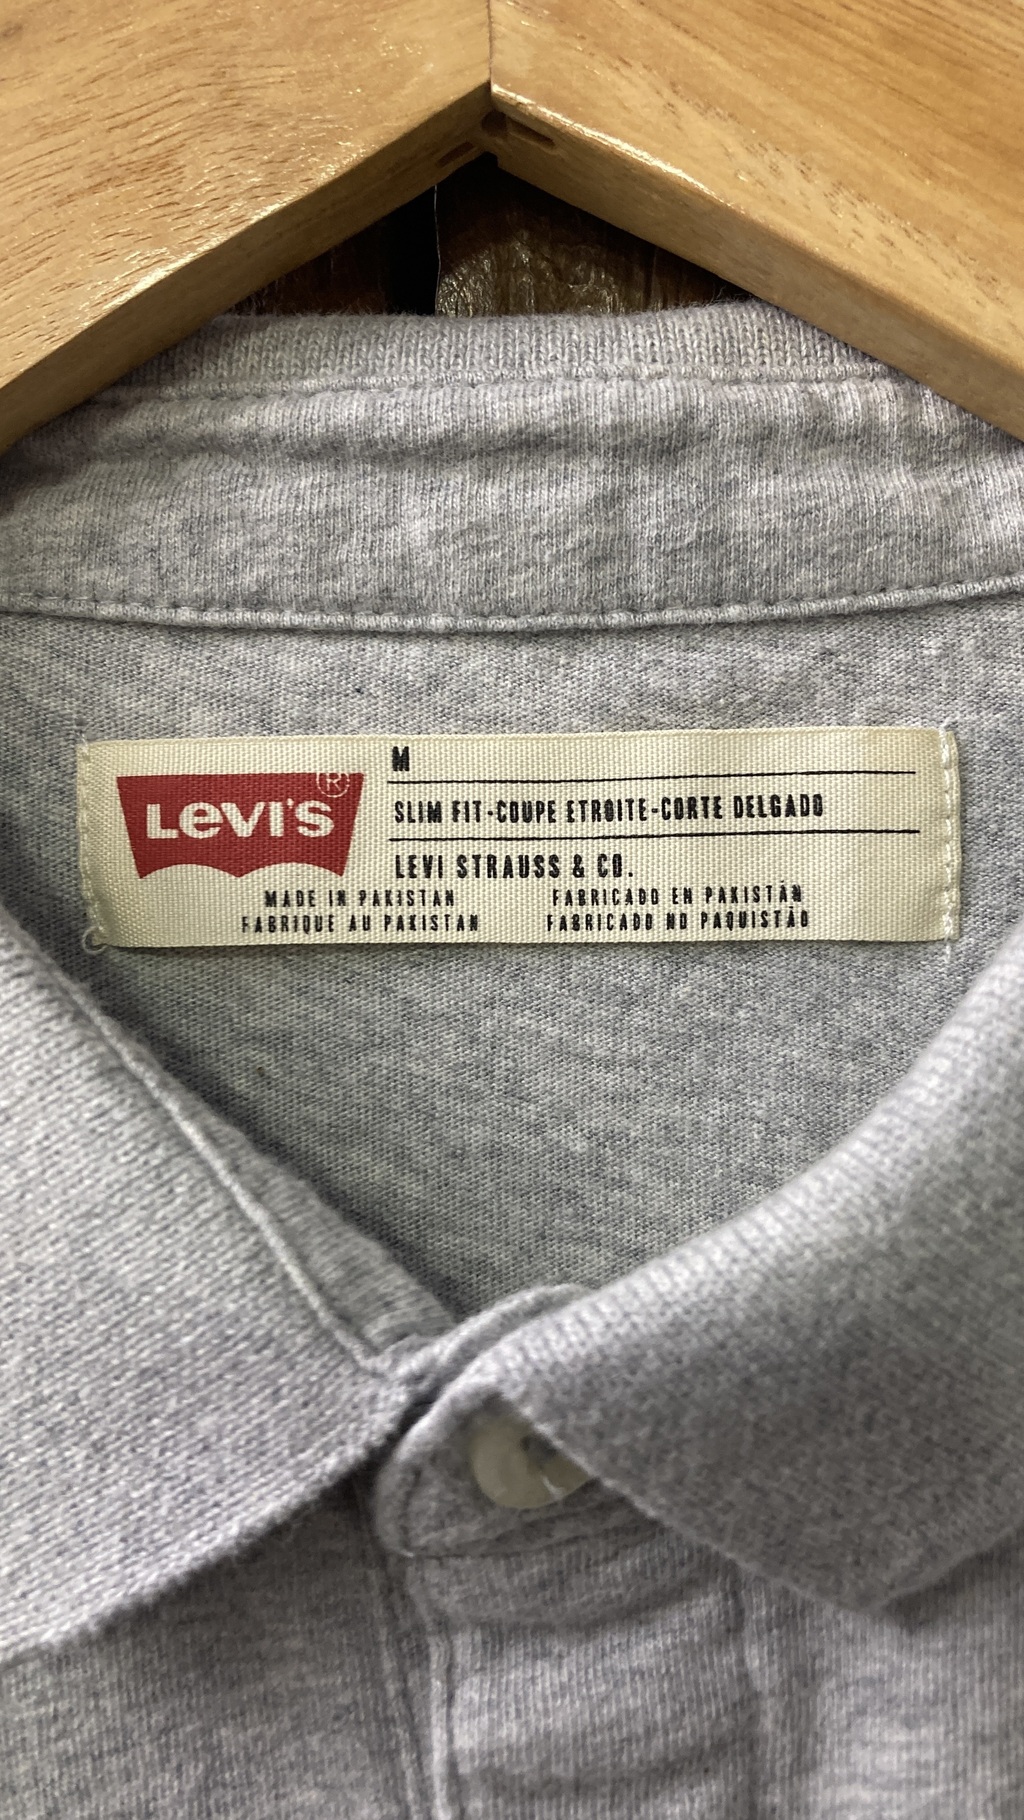 LEVI'S ®
M
SLIM FIT-COUPE ETROITE-CORTE DELGADO
LEVI STRAUSS & CO.
MADE IN PAKISTAN
FABRIQUE AU PAKISTAN
FABRICADO EN PAKISTÁN
FABRICADO NO PAQUISTÃO